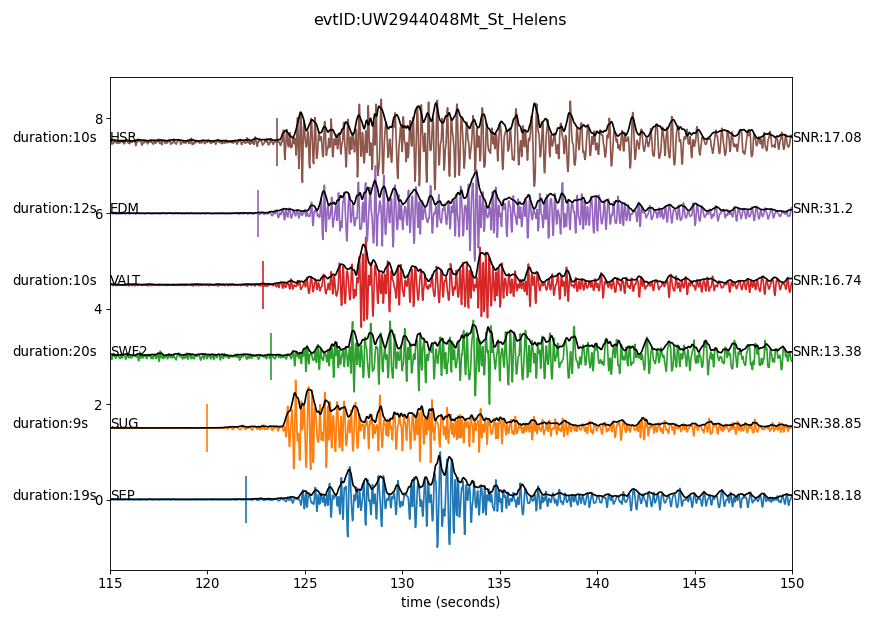 evtID:UW2944048Mt_St_Helens
8
duration:10s HSR SNR:17.08
duration:12s EDM SNR:31.2
6
duration:10s VALT SNR:16.74
4
duration:20s SWF2 SNR:13.38
2
duration:9s SUG SNR:38.85
duration:19s SEP SNR:18.18
0
115 120 125 130 135 140 145 150
time (seconds)